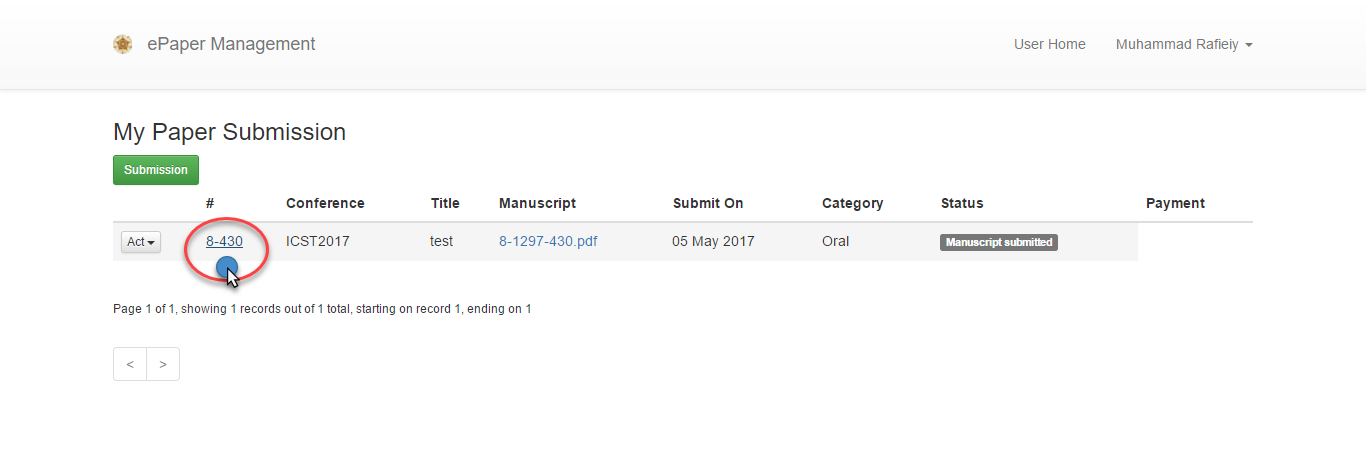 ePaper Management User Home Muhammad Rafieiy
My Paper Submission
Submission
# Conference Title Manuscript Submit On Category Status Payment
Act 8-430 ICST2017 test 8-1297-430.pdf 05 May 2017 Oral Manuscript submitted
Page 1 of 1, showing 1 records out of 1 total, starting on record 1, ending on 1
< >